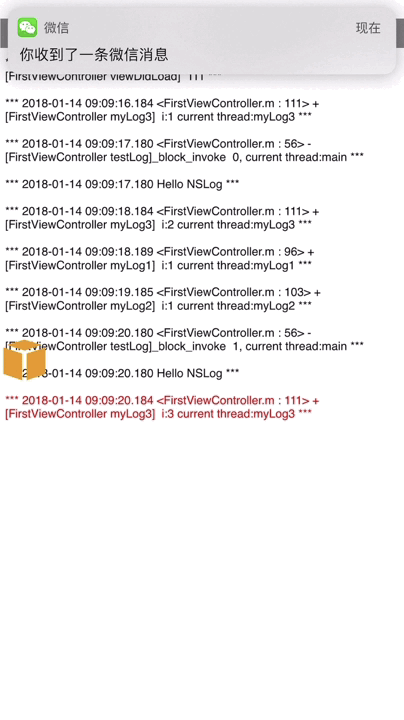 微信
现在
你收到了一条微信消息
[FirstViewController viewDidLoad] 111 ***
*** 2018-01-14 09:09:16.184 <FirstViewController.m : 111> +
[FirstViewController myLog3]  i:1 current thread:myLog3 ***
*** 2018-01-14 09:09:17.180 <FirstViewController.m : 56> -
[FirstViewController testLog]_block_invoke  0, current thread:main ***
*** 2018-01-14 09:09:17.180 Hello NSLog ***
*** 2018-01-14 09:09:18.184 <FirstViewController.m : 111> +
[FirstViewController myLog3]  i:2 current thread:myLog3 ***
*** 2018-01-14 09:09:18.189 <FirstViewController.m : 96> +
[FirstViewController myLog1]  i:1 current thread:myLog1 ***
*** 2018-01-14 09:09:19.185 <FirstViewController.m : 103> +
[FirstViewController myLog2]  i:1 current thread:myLog2 ***
*** 2018-01-14 09:09:20.180 <FirstViewController.m : 56> -
[FirstViewController testLog]_block_invoke  1, current thread:main ***
8-01-14 09:09:20.180 Hello NSLog ***
*** 2018-01-14 09:09:20.184 <FirstViewController.m : 111> +
[FirstViewController myLog3]  i:3 current thread:myLog3 ***